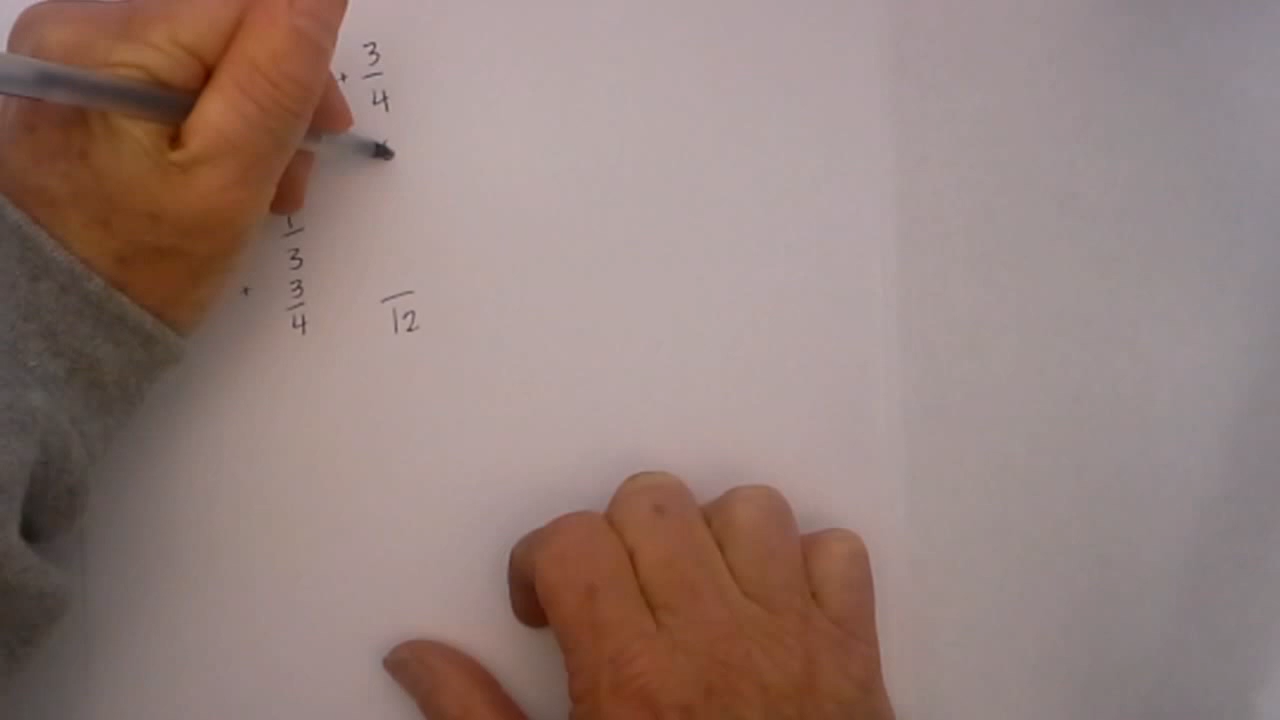 + 3/4
1/3
+ 3/4 /12